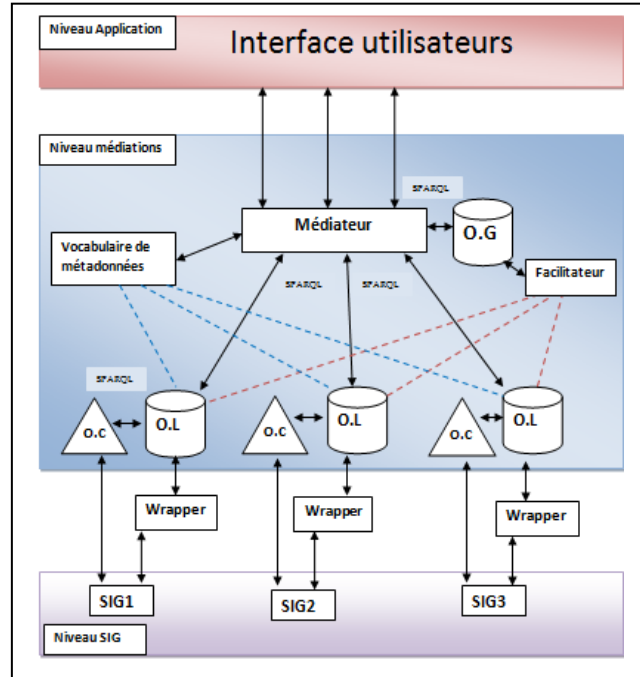 Niveau Application
Interface utilisateurs
Niveau médiations
SPARQL
Médiateur
O.G
Vocabulaire de
métadonnées
Facilitateur
SPARQL
SPARQL
SPARQL
O.C
O.L
O.C
O.L
O.C
O.L
Wrapper
Wrapper
Wrapper
SIG1
SIG2
SIG3
Niveau SIG